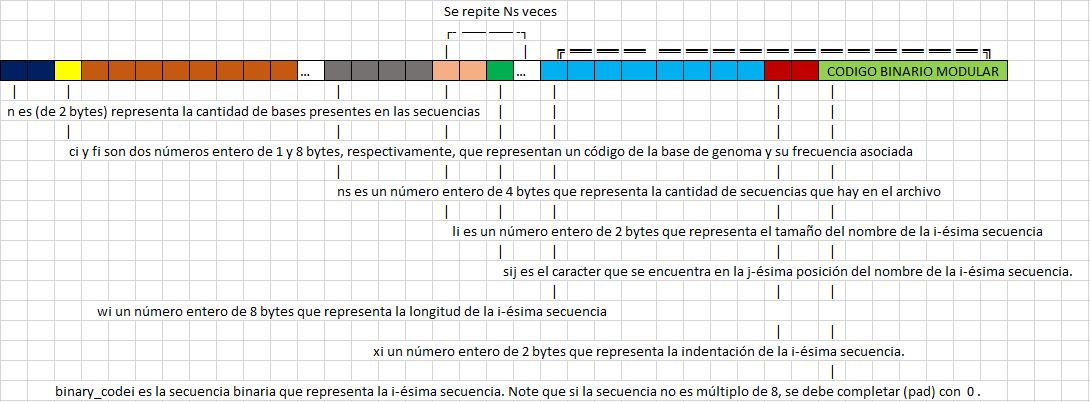 Se repite Ns veces
... ... CODIGO BINARIO MODULAR
n es (de 2 bytes) representa la cantidad de bases presentes en las secuencias
ci y fi son dos números entero de 1 y 8 bytes, respectivamente, que representan un código de la base de genoma y su frecuencia asociada
ns es un número entero de 4 bytes que representa la cantidad de secuencias que hay en el archivo
li es un número entero de 2 bytes que representa el tamaño del nombre de la i-ésima secuencia
sij es el caracter que se encuentra en la j-ésima posición del nombre de la i-ésima secuencia.
wi un número entero de 8 bytes que representa la longitud de la i-ésima secuencia
xi un número entero de 2 bytes que representa la indentación de la i-ésima secuencia.
binary_codei es la secuencia binaria que representa la i-ésima secuencia. Note que si la secuencia no es múltiplo de 8, se debe completar (pad) con 0 .